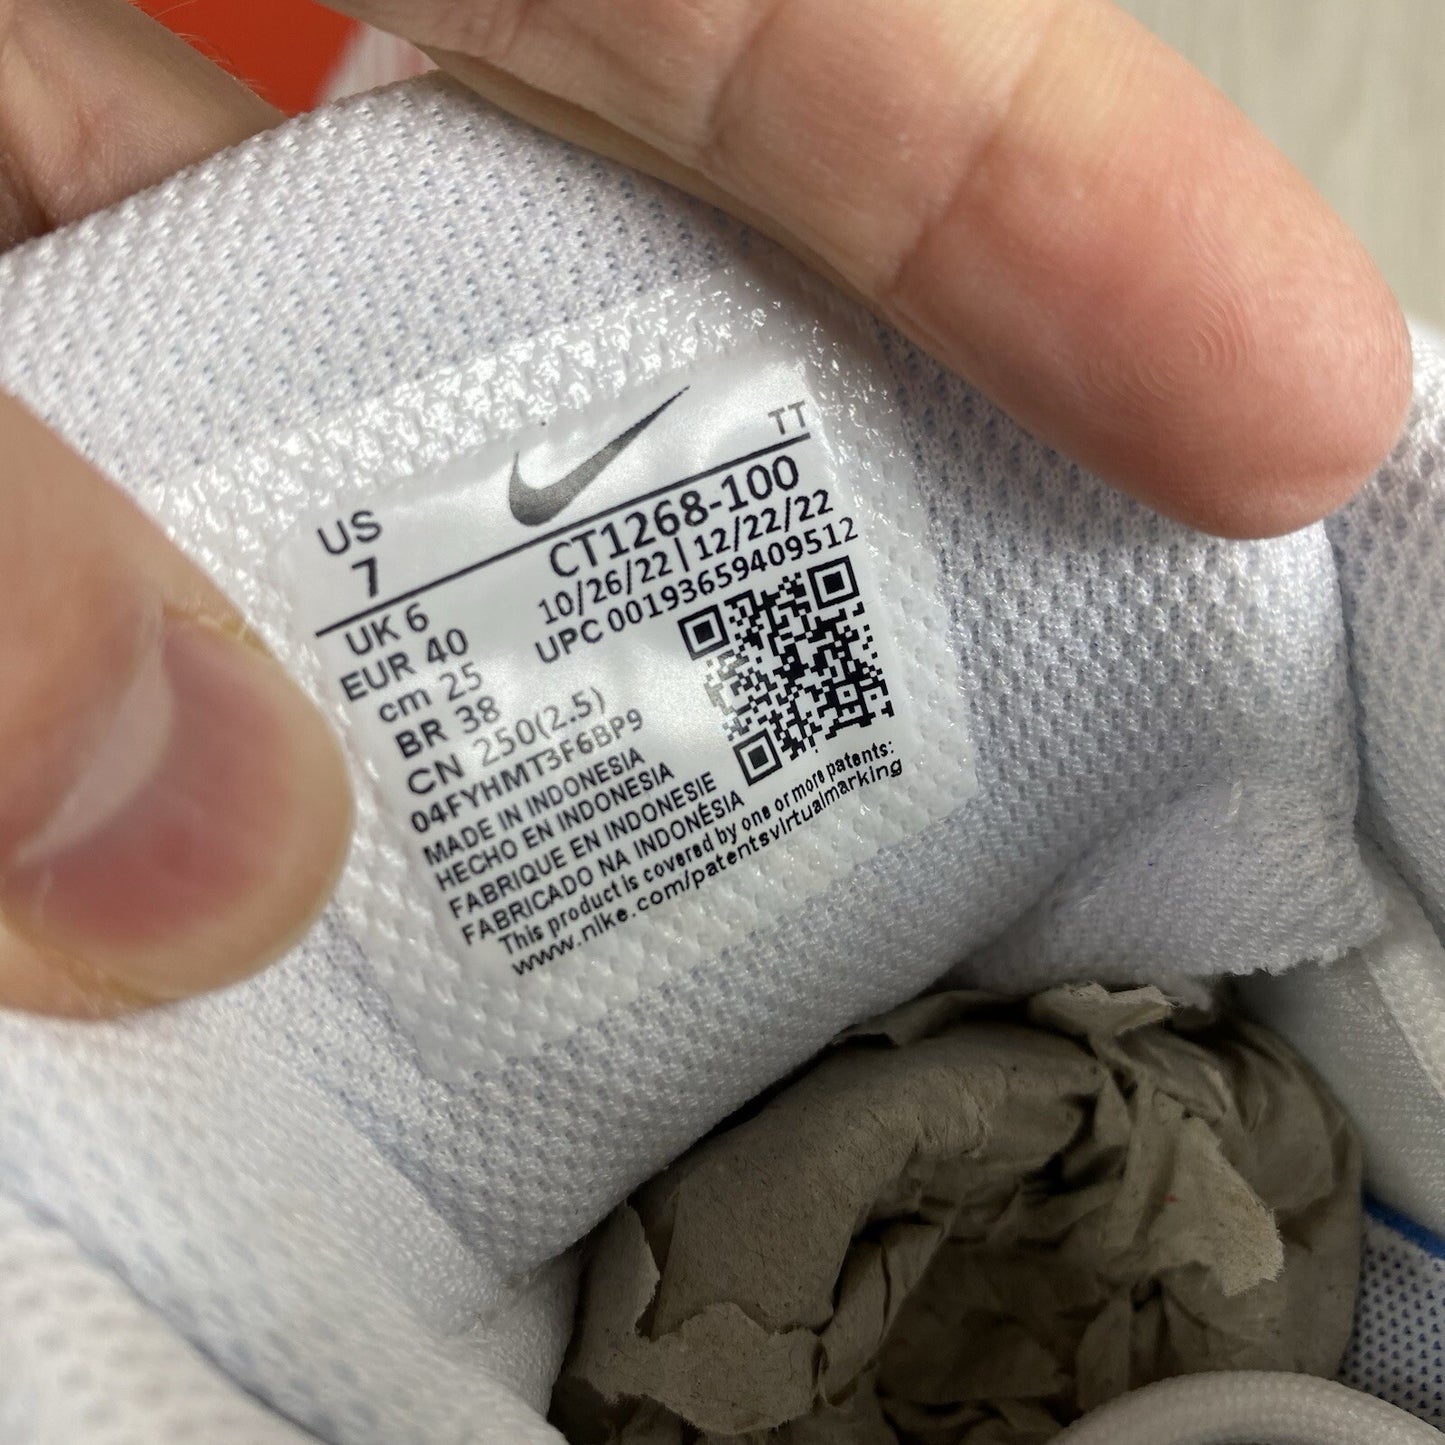 TT
US
7
CT1268-100
10/26/22 | 12/22/22
UPC 00193659409512
UK 6
EUR 40
cm 25
BR 38
CN 250(2.5)
04FYHMT3F6BP9
MADE IN INDONESIA
HECHO EN INDONESIA
FABRIQUE EN INDONESIE
FABRICADO NA INDONÉSIA
This product is covered by one or more patents:
www.nike.com/patentsvirtualmarking